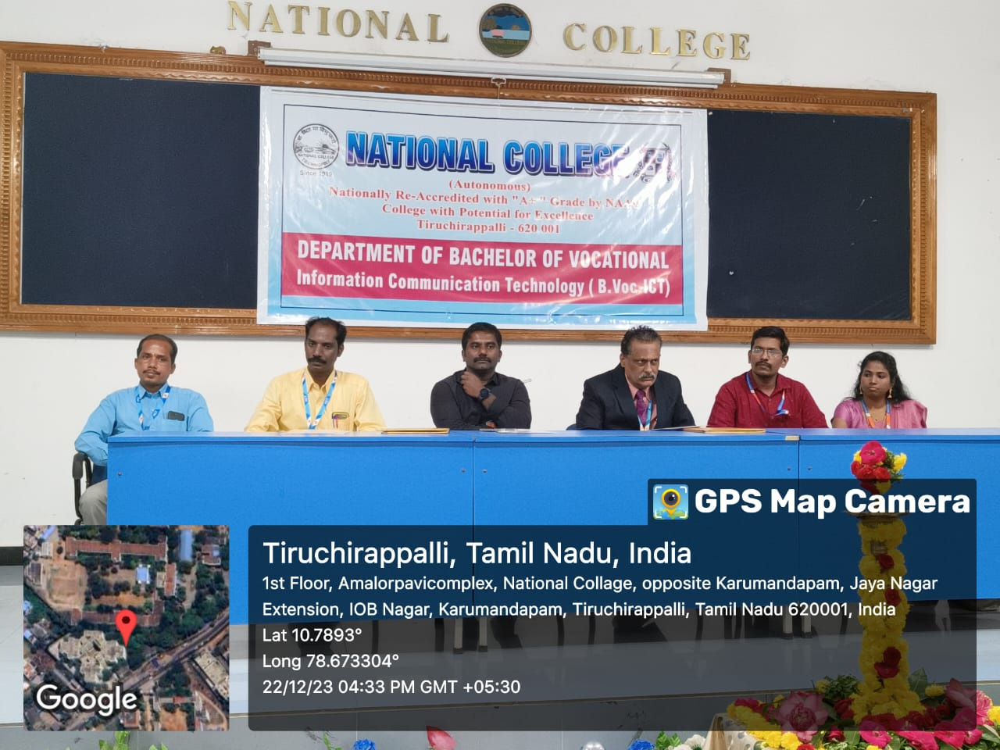 NATIONAL COLLEGE
NATIONAL COLLEGE
Since 1919
(Autonomous)
Nationally Re-Accredited with "A+" Grade by NAAC
College with Potential for Excellence
Tiruchirappalli - 620 001
DEPARTMENT OF BACHELOR OF VOCATIONAL
Information Communication Technology ( B.Voc.ICT)
GPS Map Camera
Tiruchirappalli, Tamil Nadu, India
1st Floor, Amalorpavicomplex, National Collage, opposite Karumandapam, Jaya Nagar
Extension, IOB Nagar, Karumandapam, Tiruchirappalli, Tamil Nadu 620001, India
Lat 10.7893°
Long 78.673304°
22/12/23 04:33 PM GMT +05:30
Google